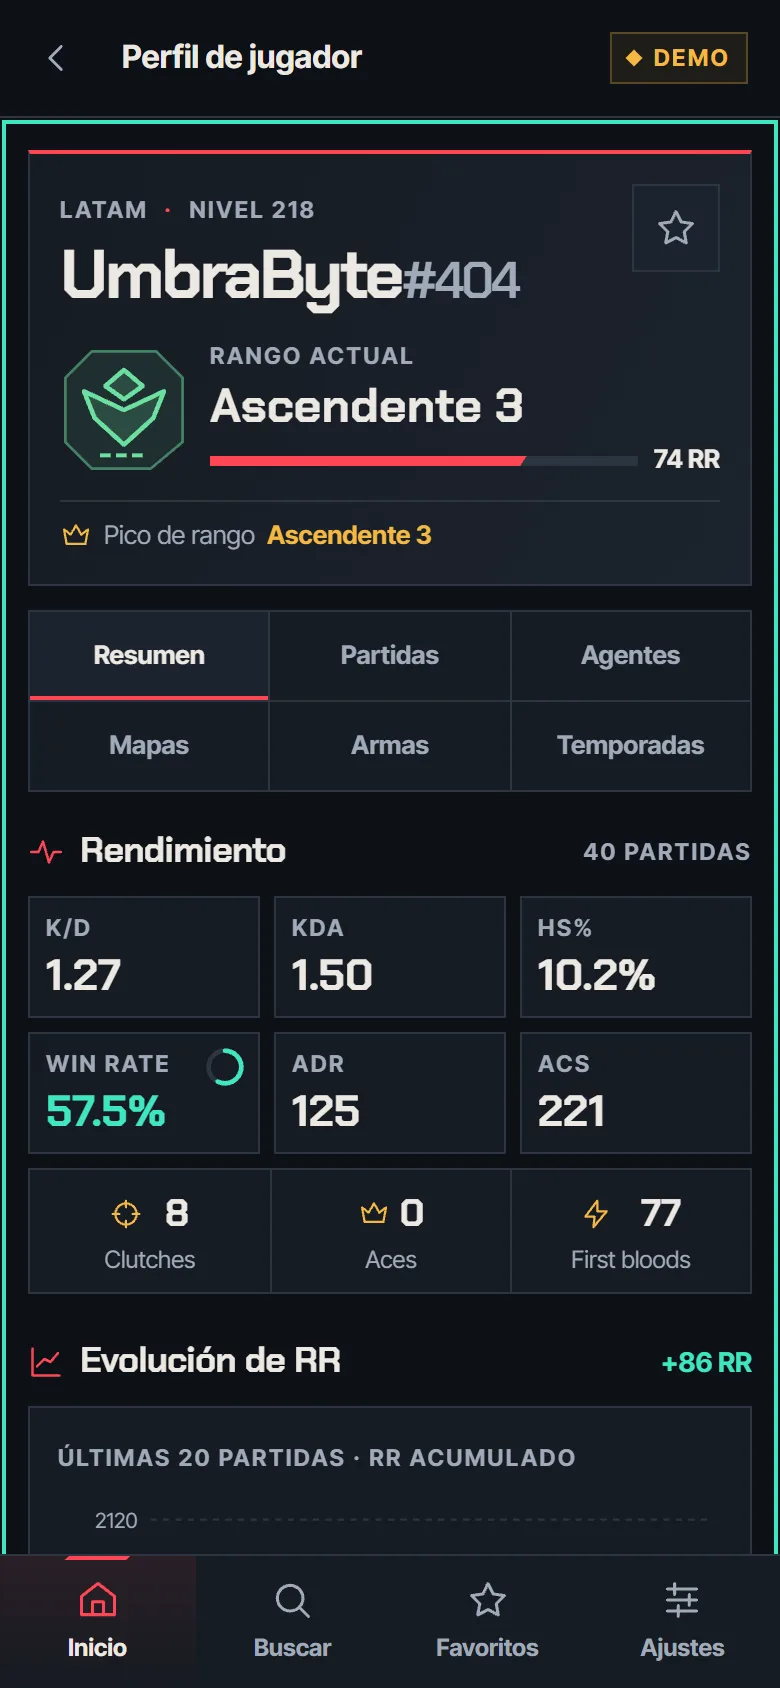 Perfil de jugador
DEMO
LATAM · NIVEL 218
UmbraByte#404
RANGO ACTUAL
Ascendente 3
74 RR
Pico de rango Ascendente 3
Resumen Partidas Agentes
Mapas Armas Temporadas
Rendimiento 40 PARTIDAS
K/D KDA HS%
1.27 1.50 10.2%
WIN RATE ADR ACS
57.5% 125 221
8 0 77
Clutches Aces First bloods
Evolución de RR +86 RR
ÚLTIMAS 20 PARTIDAS · RR ACUMULADO
2120
Inicio Buscar Favoritos Ajustes